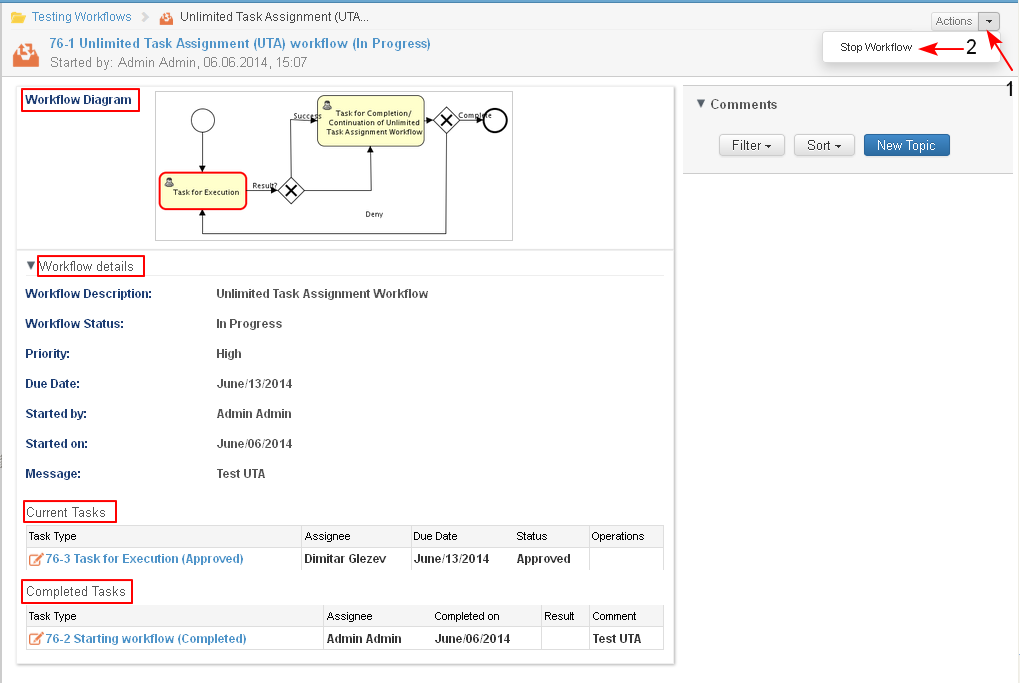 Testing Workflows
Unlimited Task Assignment (UTA...
Actions
76-1 Unlimited Task Assignment (UTA) workflow (In Progress)
Started by: Admin Admin, 06.06.2014, 15:07
Stop Workflow
2
1
Workflow Diagram
Success
Task for Completion/
Continuation of Unlimited
Task Assignment Workflow
Complete
Task for Execution
Result?
Deny
Comments
Filter
Sort
New Topic
Workflow details
Workflow Description: Unlimited Task Assignment Workflow
Workflow Status: In Progress
Priority: High
Due Date: June/13/2014
Started by: Admin Admin
Started on: June/06/2014
Message: Test UTA
Current Tasks
Task Type Assignee Due Date Status Operations
76-3 Task for Execution (Approved) Dimitar Glezev June/13/2014 Approved
Completed Tasks
Task Type Assignee Completed on Result Comment
76-2 Starting workflow (Completed) Admin Admin June/06/2014 Test UTA